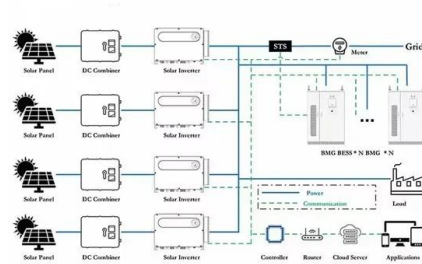 STS
Meter
Grid
Solar Panel DC Combiner Solar Inverter
Solar Panel DC Combiner Solar Inverter
BMG BESS * N BMG * N
Solar Panel DC Combiner Solar Inverter
Power
Communication
Load
Solar Panel DC Combiner Solar Inverter
Controller Router Cloud Server Applications